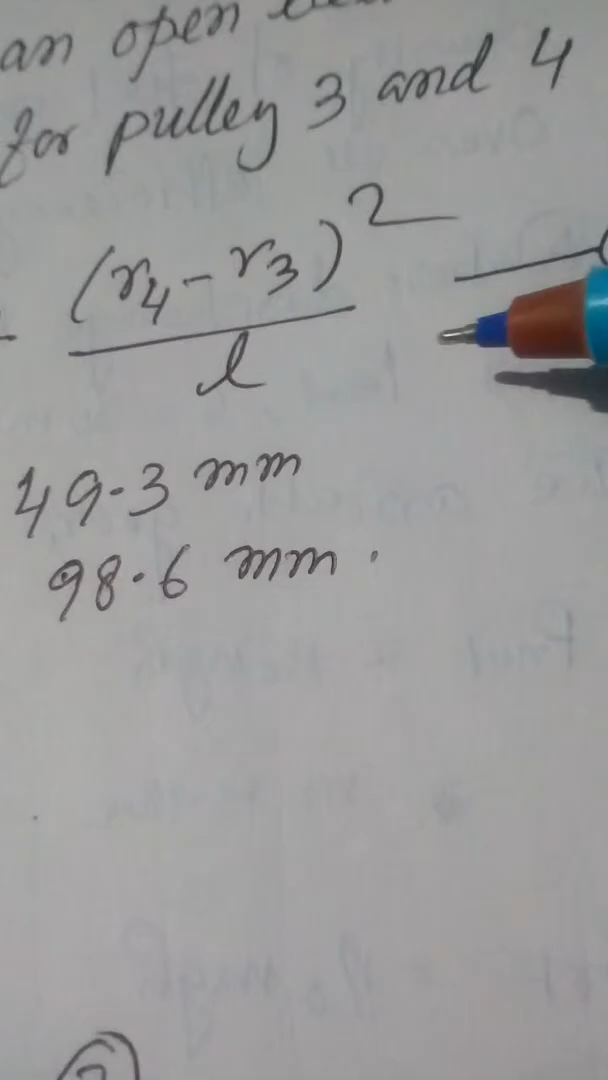 an open
for pulley 3 and 4
(r4-r3)^2
l
49.3 mm
98.6 mm.